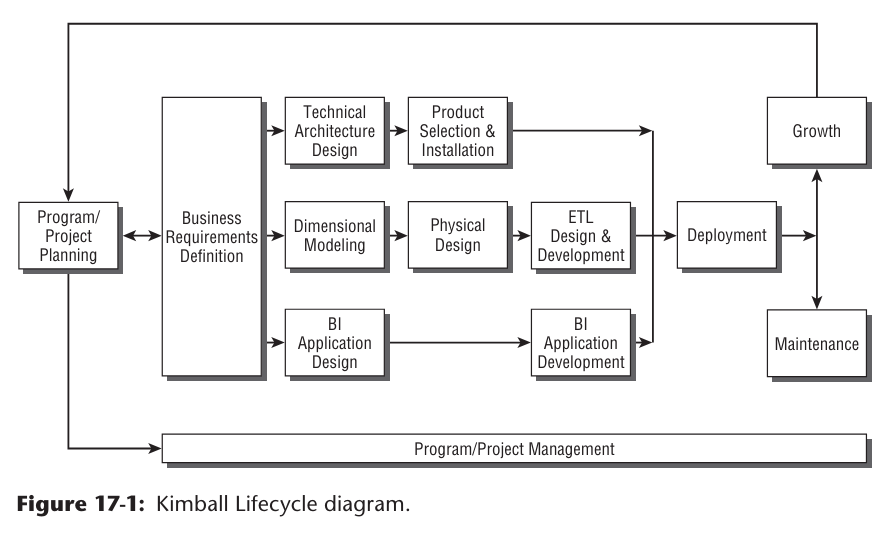 Technical
Architecture
Design
Product
Selection &
Installation
Growth
Program/
Project
Planning
Business
Requirements
Definition
Dimensional
Modeling
Physical
Design
ETL
Design &
Development
Deployment
BI
Application
Design
BI
Application
Development
Maintenance
Program/Project Management
Figure 17-1: Kimball Lifecycle diagram.